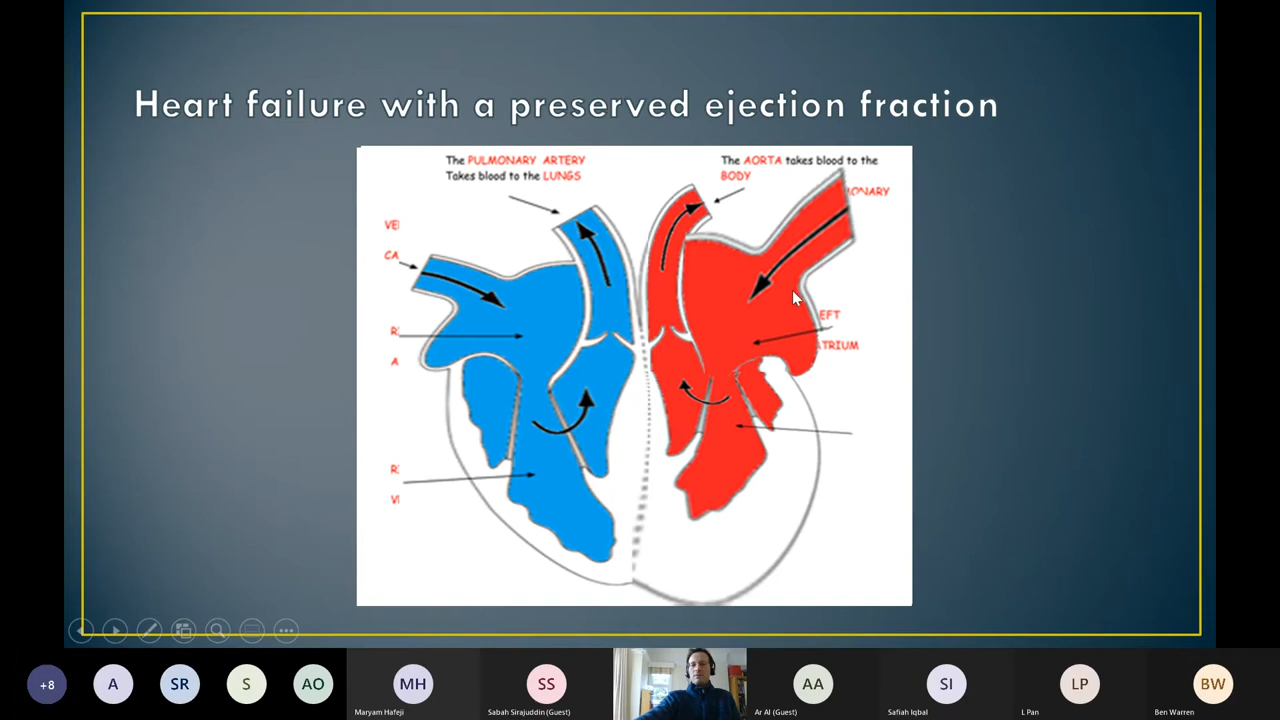 Heart failure with a preserved ejection fraction
The PULMONARY ARTERY
Takes blood to the LUNGS
The AORTA takes blood to the
BODY
ONARY
VE
CA
R
A
EFT
TRIUM
R
V
+8
A
SR
S
AO
MH
Maryam Hafeji
SS
Sabah Sirajuddin (Guest)
AA
Ar Al (Guest)
SI
Safiah Iqbal
LP
L Pan
BW
Ben Warren